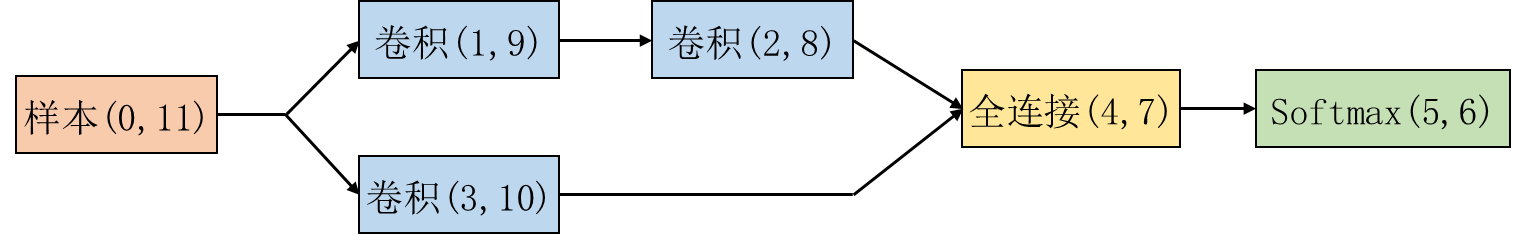 样本(0,11)
卷积(1,9)
卷积(2,8)
卷积(3,10)
全连接(4,7)
Softmax(5,6)